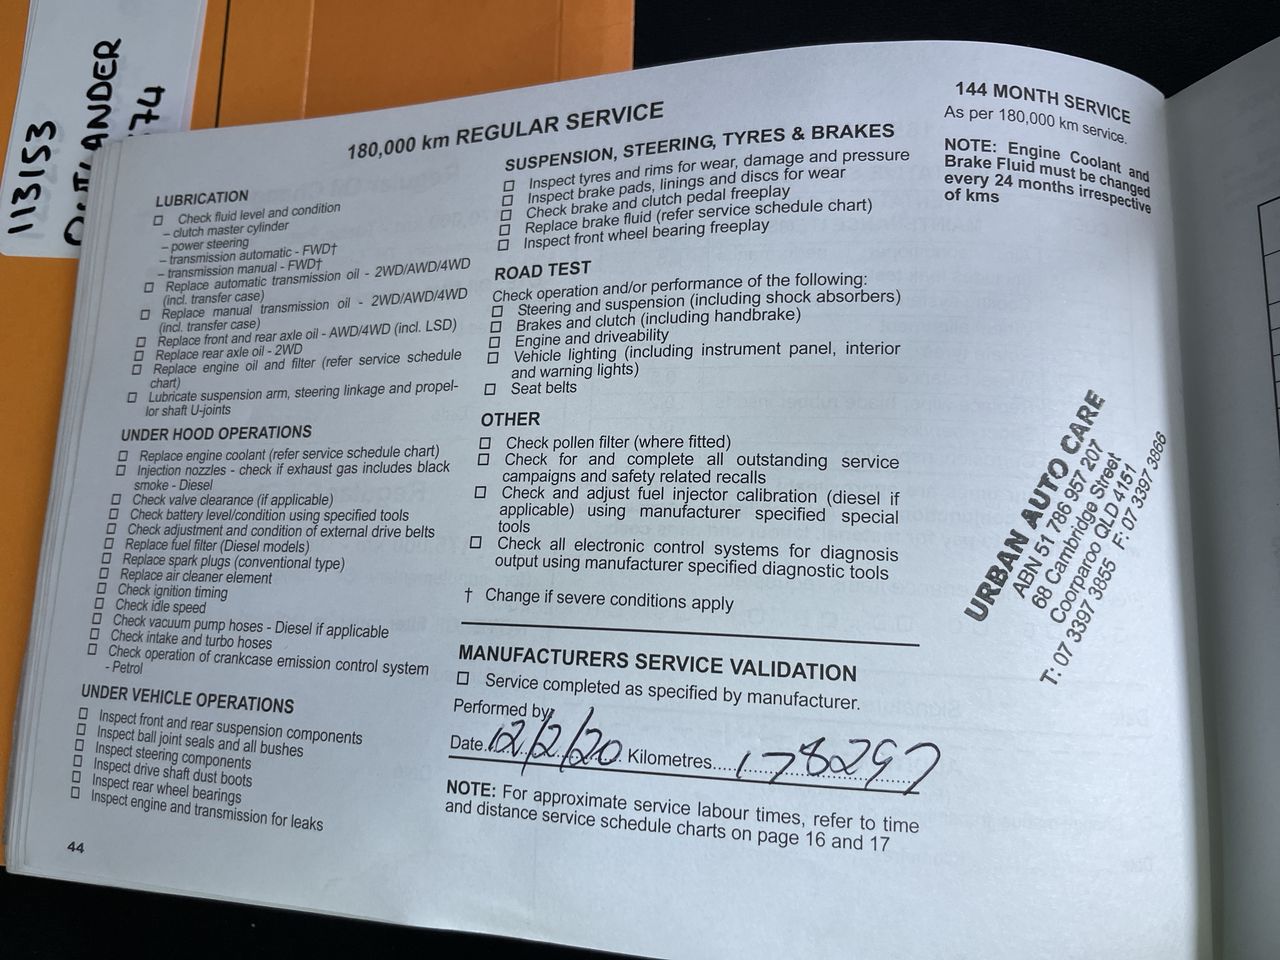 113153
OUTLANDER
74
180,000 km REGULAR SERVICE
LUBRICATION
Check fluid level and condition
– clutch master cylinder
– power steering
– transmission automatic - FWD†
– transmission manual - FWD†
Replace automatic transmission oil - 2WD/AWD/4WD
(incl. transfer case)
Replace manual transmission oil - 2WD/AWD/4WD
(incl. transfer case)
Replace front and rear axle oil - AWD/4WD (incl. LSD)
Replace rear axle oil - 2WD
Replace engine oil and filter (refer service schedule
chart)
Lubricate suspension arm, steering linkage and propel-
lor shaft U-joints
UNDER HOOD OPERATIONS
Replace engine coolant (refer service schedule chart)
Injection nozzles - check if exhaust gas includes black
smoke - Diesel
Check valve clearance (if applicable)
Check battery level/condition using specified tools
Check adjustment and condition of external drive belts
Replace fuel filter (Diesel models)
Replace spark plugs (conventional type)
Replace air cleaner element
Check ignition timing
Check idle speed
Check vacuum pump hoses - Diesel if applicable
Check intake and turbo hoses
Check operation of crankcase emission control system
- Petrol
UNDER VEHICLE OPERATIONS
Inspect front and rear suspension components
Inspect ball joint seals and all bushes
Inspect steering components
Inspect drive shaft dust boots
Inspect rear wheel bearings
Inspect engine and transmission for leaks
44
SUSPENSION, STEERING, TYRES & BRAKES
Inspect tyres and rims for wear, damage and pressure
Inspect brake pads, linings and discs for wear
Check brake and clutch pedal freeplay
Replace brake fluid (refer service schedule chart)
Inspect front wheel bearing freeplay
ROAD TEST
Check operation and/or performance of the following:
Steering and suspension (including shock absorbers)
Brakes and clutch (including handbrake)
Engine and driveability
Vehicle lighting (including instrument panel, interior
and warning lights)
Seat belts
OTHER
Check pollen filter (where fitted)
Check for and complete all outstanding service
campaigns and safety related recalls
Check and adjust fuel injector calibration (diesel if
applicable) using manufacturer specified special
tools
Check all electronic control systems for diagnosis
output using manufacturer specified diagnostic tools
† Change if severe conditions apply
MANUFACTURERS SERVICE VALIDATION
Service completed as specified by manufacturer.
Performed by
Date 12/2/20 Kilometres 178297
NOTE: For approximate service labour times, refer to time
and distance service schedule charts on page 16 and 17
144 MONTH SERVICE
As per 180,000 km service.
NOTE: Engine Coolant and
Brake Fluid must be changed
every 24 months irrespective
of kms
URBAN AUTO CARE
ABN 51 786 957 207
68 Cambridge Street
Coorparoo QLD 4151
T: 07 3397 3855 F: 07 3397 3866